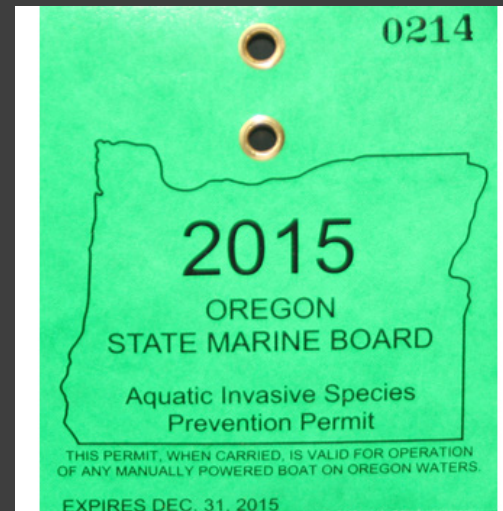 0214
2015
OREGON
STATE MARINE BOARD
Aquatic Invasive Species
Prevention Permit
THIS PERMIT, WHEN CARRIED, IS VALID FOR OPERATION
OF ANY MANUALLY POWERED BOAT ON OREGON WATERS.
EXPIRES DEC. 31, 2015